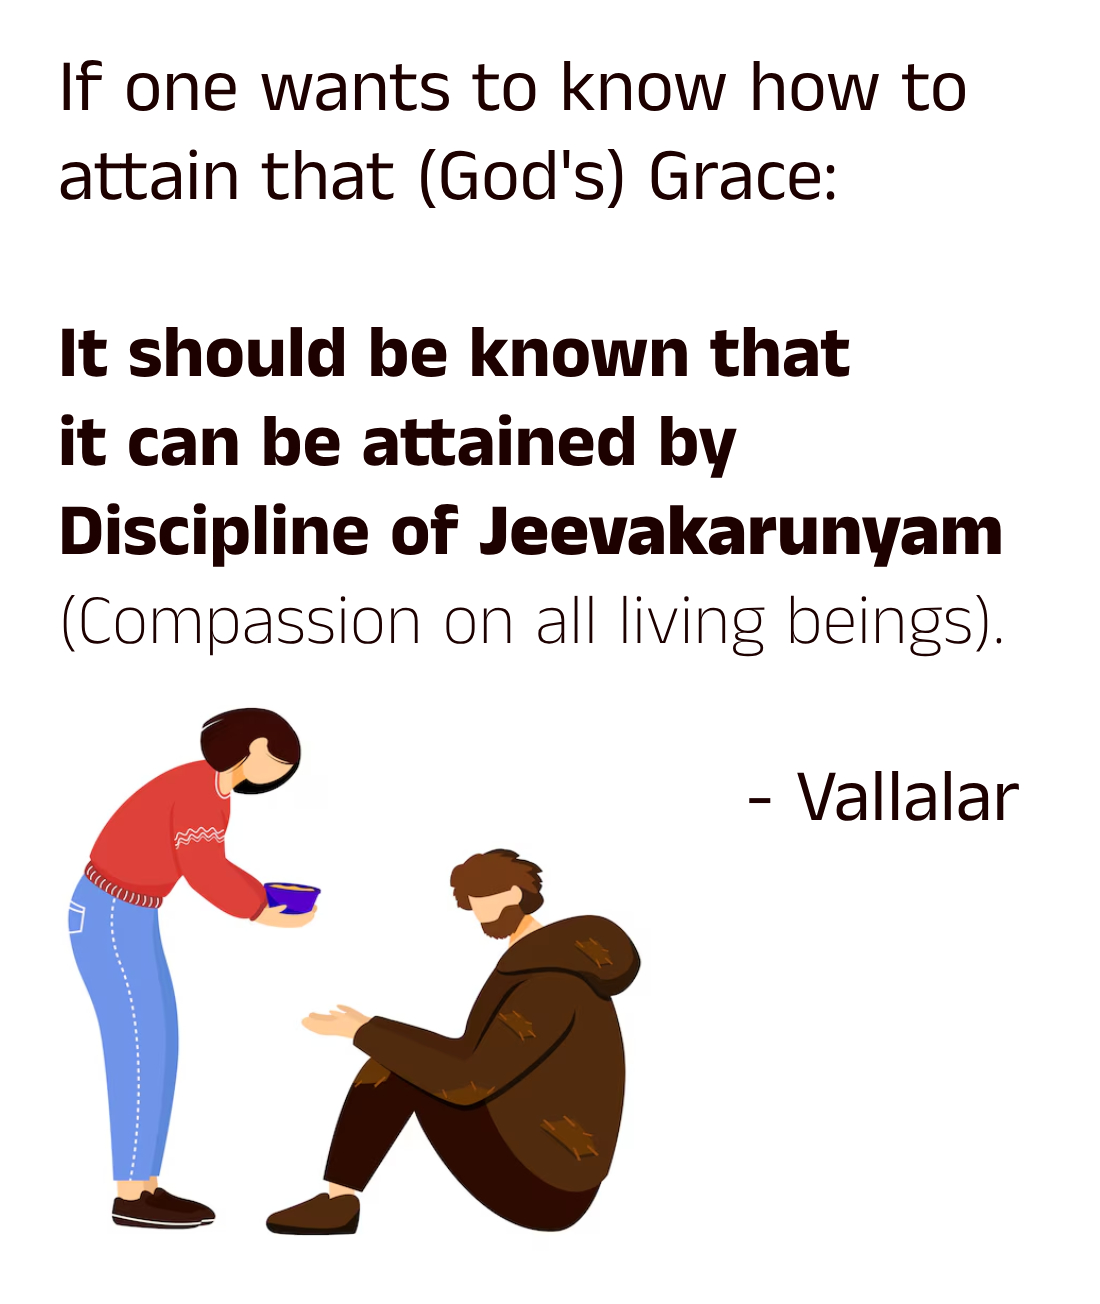 If one wants to know how to
attain that (God's) Grace:
It should be known that
it can be attained by
Discipline of Jeevakarunyam
(Compassion on all living beings).
- Vallalar